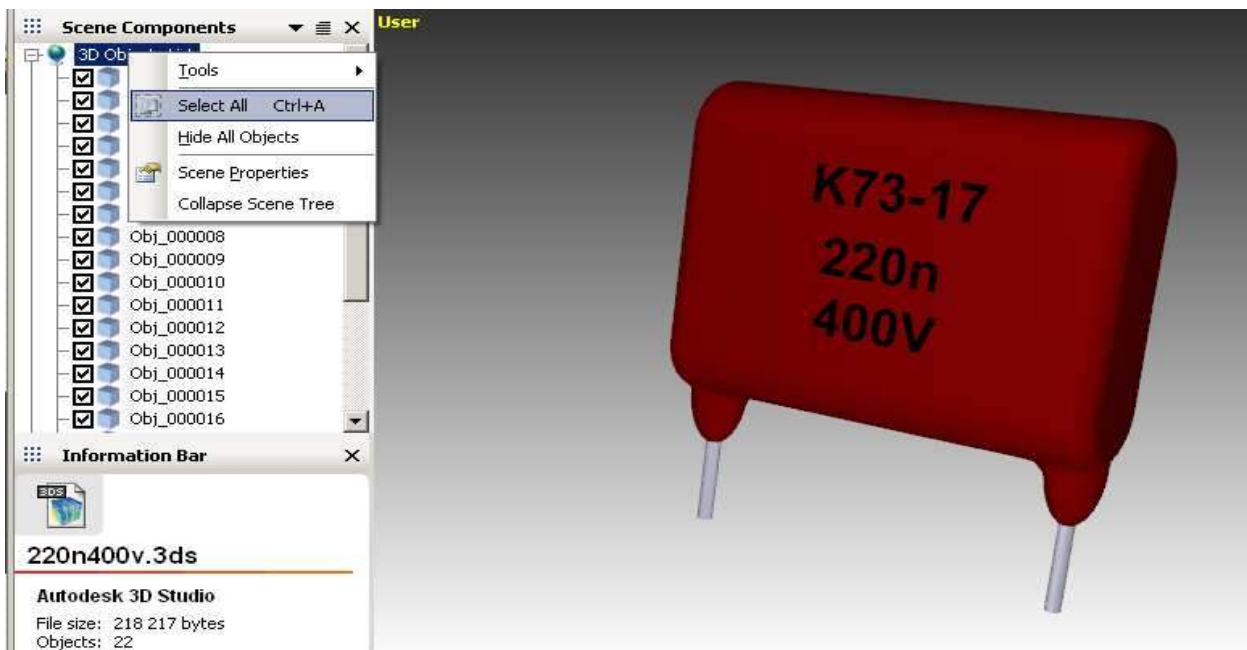 Scene Components
User
3D Ob
Tools
Select All Ctrl+A
Hide All Objects
Scene Properties
Collapse Scene Tree
Obj_000008
Obj_000009
Obj_000010
Obj_000011
Obj_000012
Obj_000013
Obj_000014
Obj_000015
Obj_000016
Information Bar
3DS
220n400v.3ds
Autodesk 3D Studio
File size: 218 217 bytes
Objects: 22
K73-17
220n
400V